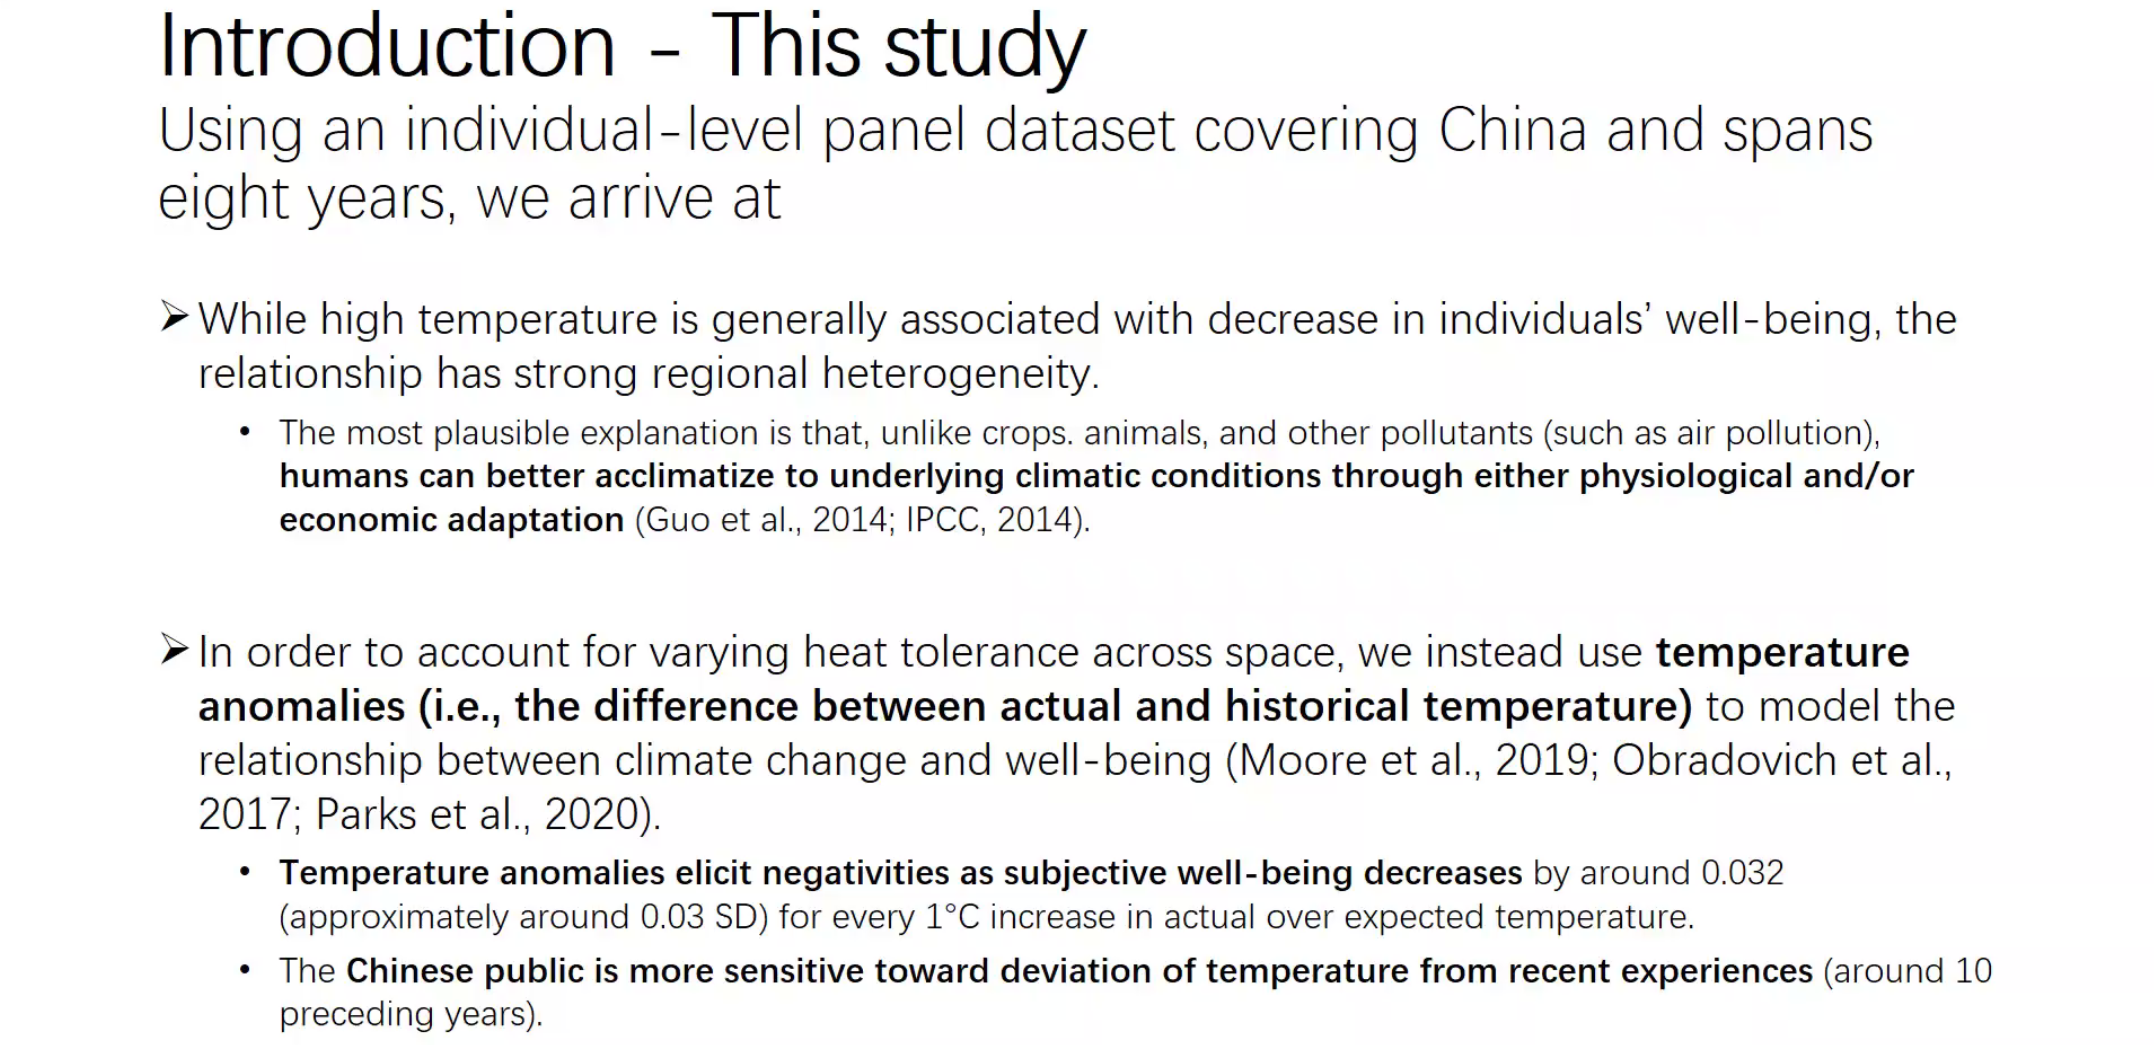 Introduction - This study
Using an individual-level panel dataset covering China and spans
eight years, we arrive at
➢ While high temperature is generally associated with decrease in individuals’ well-being, the
relationship has strong regional heterogeneity.
• The most plausible explanation is that, unlike crops. animals, and other pollutants (such as air pollution),
humans can better acclimatize to underlying climatic conditions through either physiological and/or
economic adaptation (Guo et al., 2014; IPCC, 2014).
➢ In order to account for varying heat tolerance across space, we instead use temperature
anomalies (i.e., the difference between actual and historical temperature) to model the
relationship between climate change and well-being (Moore et al., 2019; Obradovich et al.,
2017; Parks et al., 2020).
• Temperature anomalies elicit negativities as subjective well-being decreases by around 0.032
(approximately around 0.03 SD) for every 1°C increase in actual over expected temperature.
• The Chinese public is more sensitive toward deviation of temperature from recent experiences (around 10
preceding years).